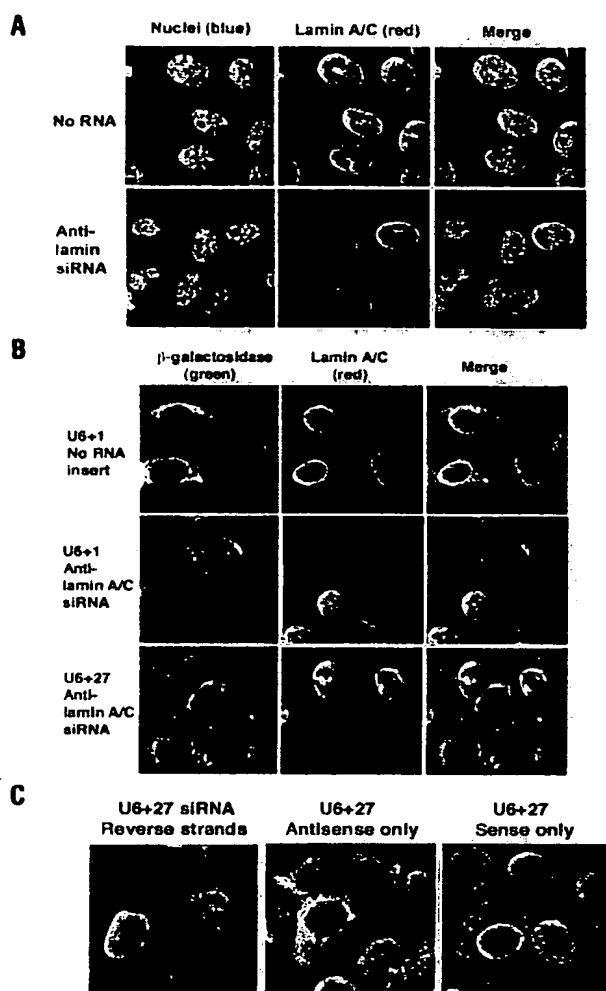 A
Nuclei (blue) Lamin A/C (red) Merge
No RNA
Anti-
lamin
siRNA
B
β-galactosidase
(green)
Lamin A/C
(red)
Merge
U6+1
No RNA
insert
U6+1
Anti-
lamin A/C
siRNA
U6+27
Anti-
lamin A/C
siRNA
C
U6+27 siRNA
Reverse strands
U6+27
Antisense only
U6+27
Sense only